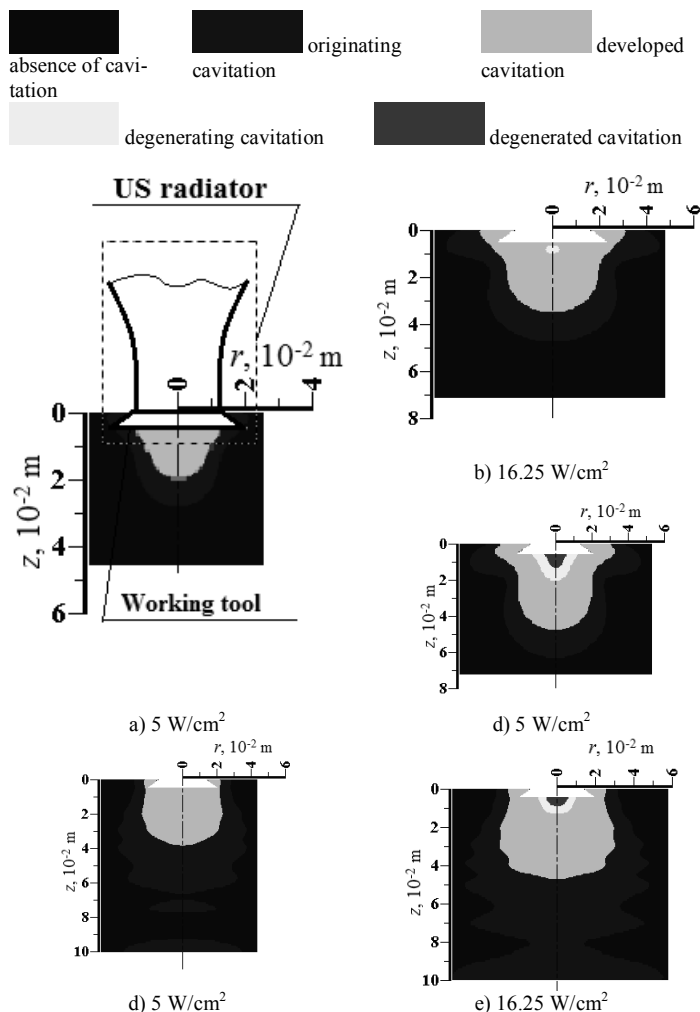 originating
developed
absence of cavi-
tation
cavitation
cavitation
degenerating cavitation
degenerated cavitation
US radiator
r, 10-2 m
0
2
4
0
2
4
6
z, 10-2 m
Working tool
a) 5 W/cm2
r, 10-2 m
0
2
4
6
0
2
4
6
8
z, 10-2 m
b) 16.25 W/cm2
r, 10-2 m
0
2
4
6
0
2
4
6
8
z, 10-2 m
d) 5 W/cm2
r, 10-2 m
0
2
4
6
0
2
4
6
8
10
z, 10-2 m
d) 5 W/cm2
r, 10-2 m
0
2
4
6
0
2
4
6
8
10
z, 10-2 m
e) 16.25 W/cm2